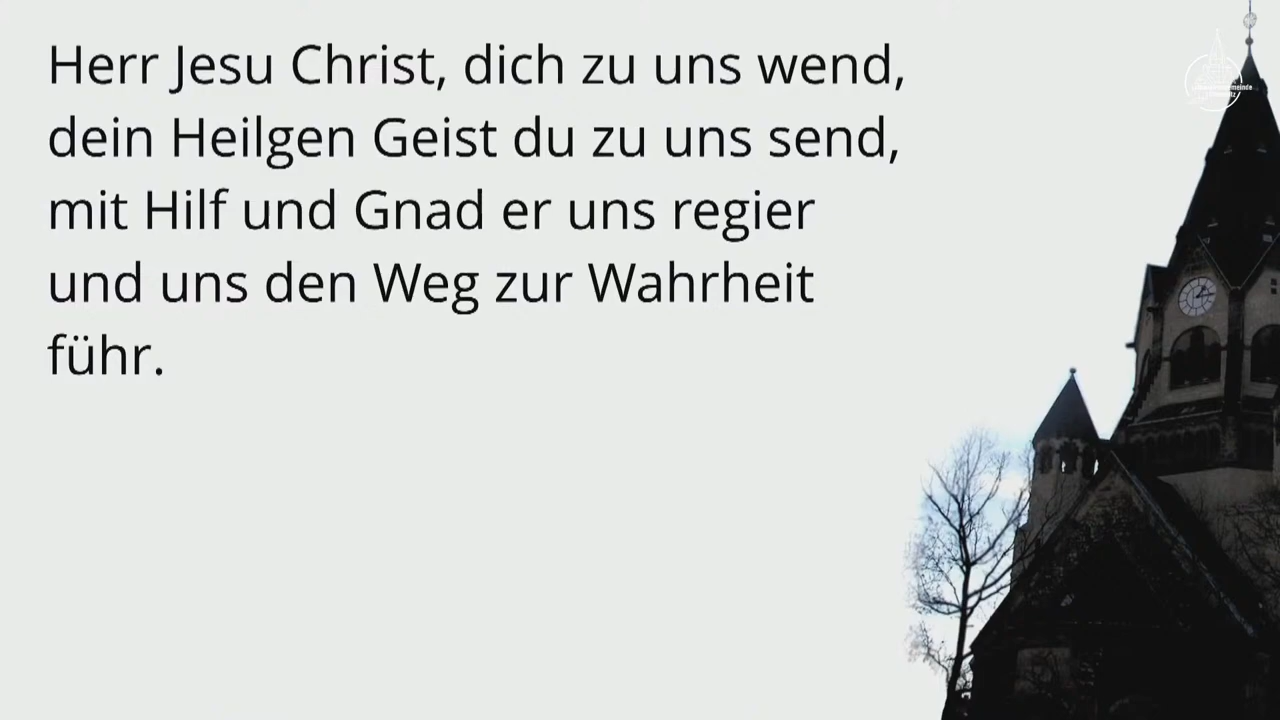 Herr Jesu Christ, dich zu uns wend,
dein Heilgen Geist du zu uns send,
mit Hilf und Gnad er uns regier
und uns den Weg zur Wahrheit
führ.